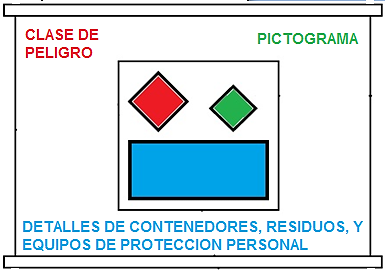 CLASE DE
PELIGRO
PICTOGRAMA
DETALLES DE CONTENEDORES, RESIDUOS, Y
EQUIPOS DE PROTECCION PERSONAL